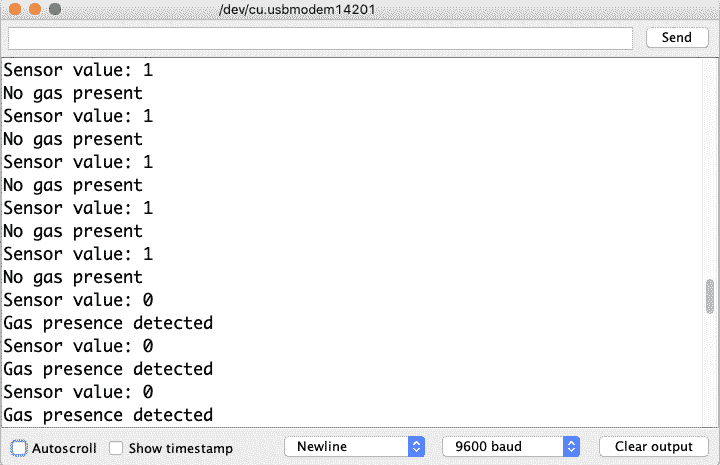 /dev/cu.usbmodem14201
Send
Sensor value: 1
No gas present
Sensor value: 1
No gas present
Sensor value: 1
No gas present
Sensor value: 1
No gas present
Sensor value: 1
No gas present
Sensor value: 0
Gas presence detected
Sensor value: 0
Gas presence detected
Sensor value: 0
Gas presence detected
Autoscroll Show timestamp Newline 9600 baud Clear output